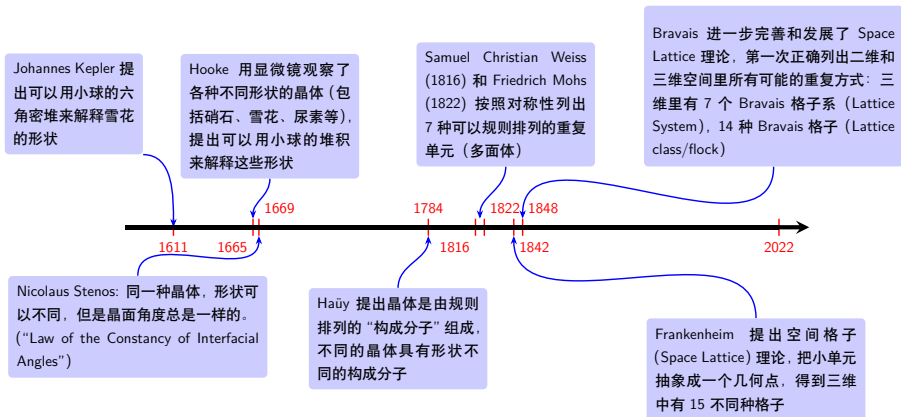 Johannes Kepler 提
出可以用小球的六
角密堆来解释雪花
的形状
Hooke 用显微镜观察了
各种不同形状的晶体 (包
括硝石、雪花、尿素等),
提出可以用小球的堆积
来解释这些形状
Samuel Christian Weiss
(1816) 和 Friedrich Mohs
(1822) 按照对称性列出
7 种可以规则排列的重复
单元（多面体）
Bravais 进一步完善和发展了 Space
Lattice 理论，第一次正确列出二维和
三维空间里所有可能的重复方式：三
维里有 7 个 Bravais 格子系 (Lattice
System)，14 种 Bravais 格子 (Lattice
class/flock)
1669
1784
1822
1848
1611
1665
1816
1842
2022
Nicolaus Stenos: 同一种晶体，形状可
以不同，但是晶面角度总是一样的。
(“Law of the Constancy of Interfacial
Angles”)
Haüy 提出晶体是由规则
排列的 “构成分子” 组成，
不同的晶体具有形状不
同的构成分子
Frankenheim 提出空间格子
(Space Lattice) 理论，把小单元
抽象成一个几何点，得到三维
中有 15 不同种格子